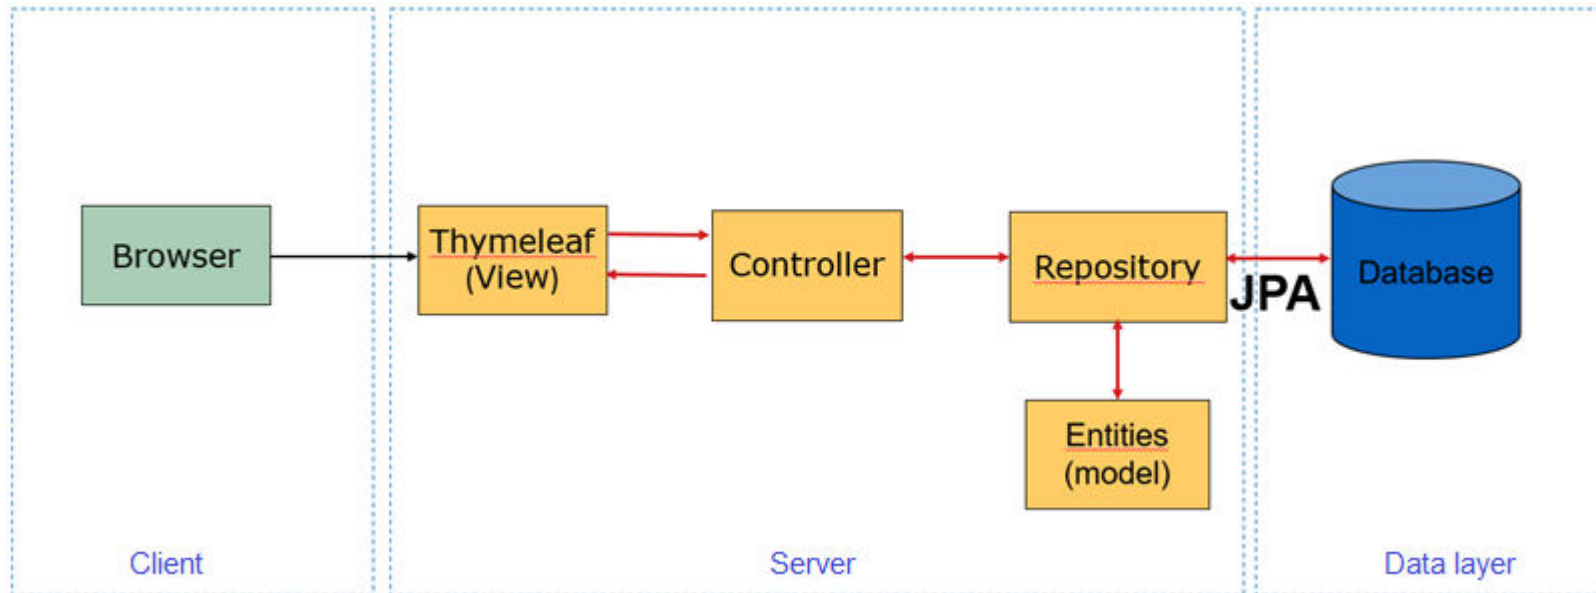 Browser
Thymeleaf
(View)
Controller
Repository
JPA
Database
Entities
(model)
Client
Server
Data layer